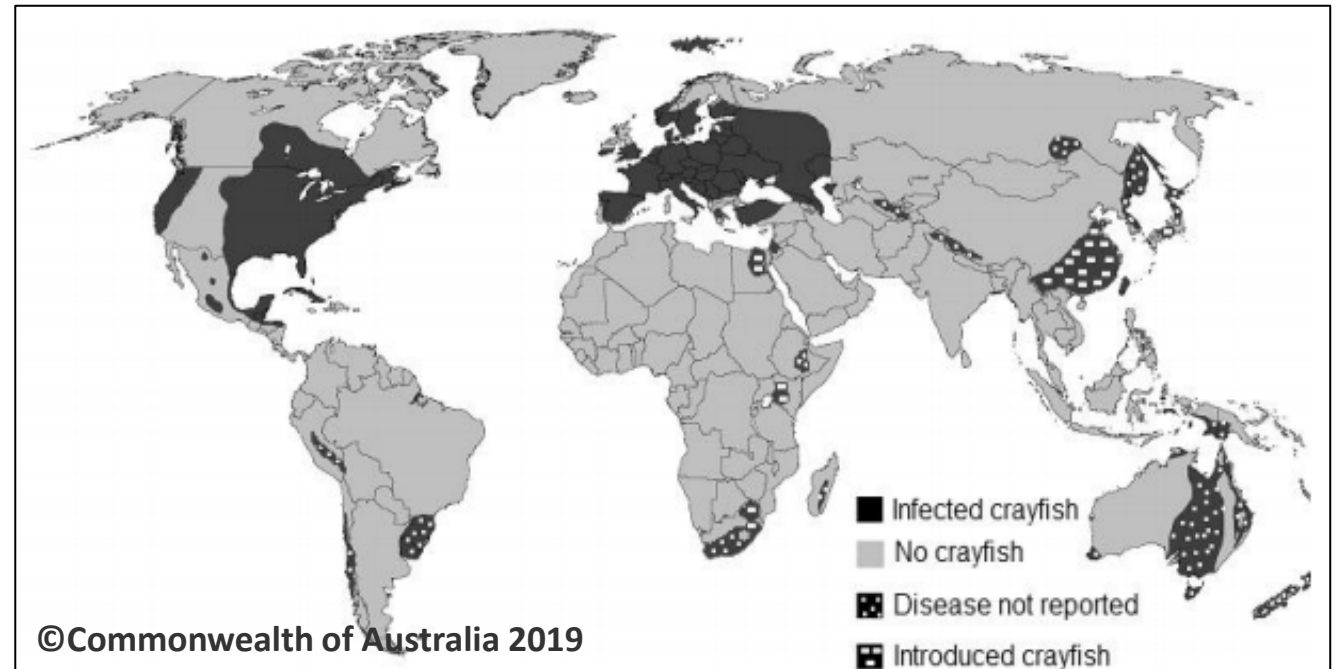 Infected crayfish
No crayfish
Disease not reported
Introduced crayfish
©Commonwealth of Australia 2019